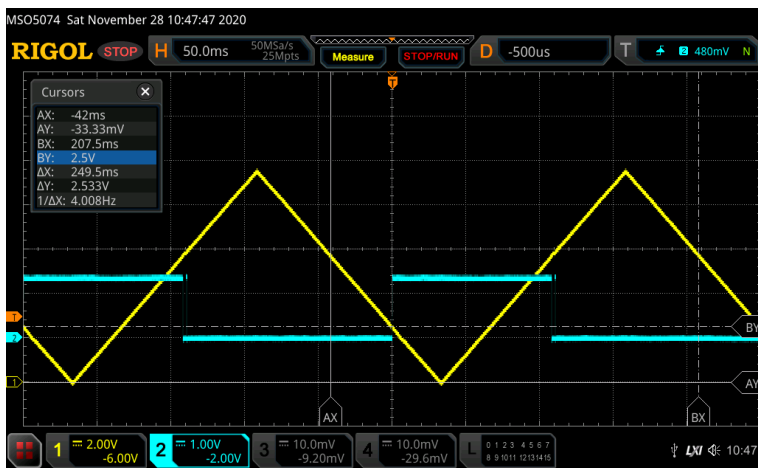 MSO5074  Sat November 28 10:47:47 2020
RIGOL STOP H 50.0ms 50MSa/s 25Mpts Measure STOP/RUN D -500us T 2 480mV N
T
Cursors X
AX: -42ms
AY: -33.33mV
BX: 207.5ms
BY: 2.5V
ΔX: 249.5ms
ΔY: 2.533V
1/ΔX: 4.008Hz
T
BY
2
1
AY
AX BX
1 2.00V -6.00V 2 1.00V -2.00V 3 10.0mV -9.20mV 4 10.0mV -29.6mV L 0 1 2 3 4 5 6 7 8 9 10 11 12 13 14 15 LXI 10:47